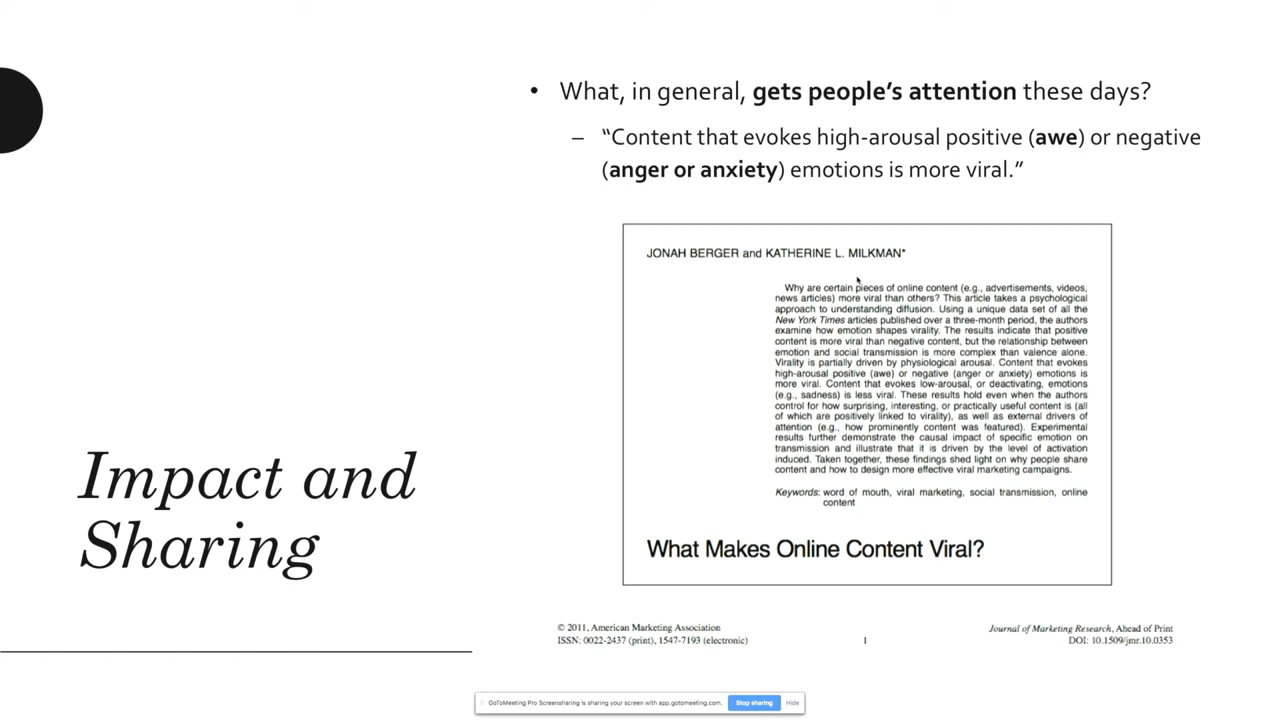 Impact and
Sharing
• What, in general, gets people's attention these days?
– “Content that evokes high-arousal positive (awe) or negative
(anger or anxiety) emotions is more viral.”
JONAH BERGER and KATHERINE L. MILKMAN*
Why are certain pieces of online content (e.g., advertisements, videos,
news articles) more viral than others? This article takes a psychological
approach to understanding diffusion. Using a unique data set of all the
New York Times articles published over a three-month period, the authors
examine how emotion shapes virality. The results indicate that positive
content is more viral than negative content, but the relationship between
emotion and social transmission is more complex than valence alone.
Virality is partially driven by physiological arousal. Content that evokes
high-arousal positive (awe) or negative (anger or anxiety) emotions is
more viral. Content that evokes low-arousal, or deactivating, emotions
(e.g., sadness) is less viral. These results hold even when the authors
control for how surprising, interesting, or practically useful content is (all
of which are positively linked to virality), as well as external drivers of
attention (e.g., how prominently content was featured). Experimental
results further demonstrate the causal impact of specific emotion on
transmission and illustrate that it is driven by the level of activation
induced. Taken together, these findings shed light on why people share
content and how to design more effective viral marketing campaigns.
Keywords: word of mouth, viral marketing, social transmission, online
content
What Makes Online Content Viral?
© 2011, American Marketing Association
ISSN: 0022-2437 (print), 1547-7193 (electronic)
1
Journal of Marketing Research, Ahead of Print
DOI: 10.1509/jmr.10.0353
GoToMeeting Pro Screensharing is sharing your screen with app.gotomeeting.com.
Stop sharing
Hide